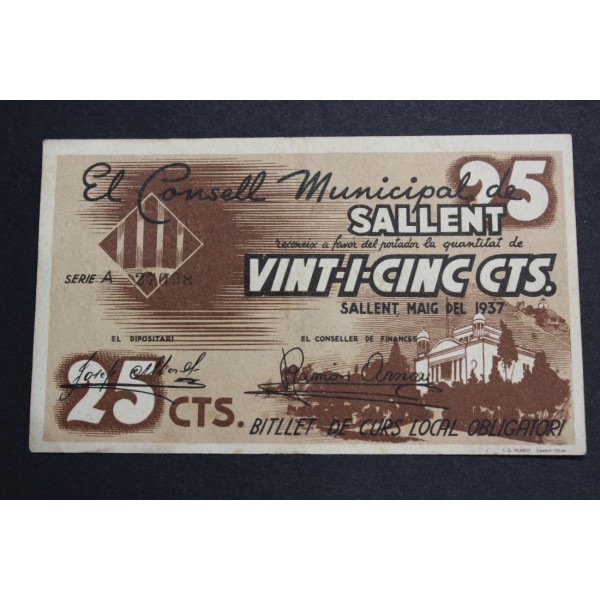 25
El Consell Municipal de
SALLENT
reconeix a favor del portador la quantitat de
VINT-I-CINC CTS.
SERIE A
SALLENT, MAIG DEL 1937
EL DIPOSITARI
EL CONSELLER DE FINANCES
Ramon
25 CTS.
BITLLET DE CURS LOCAL OBLIGATORI